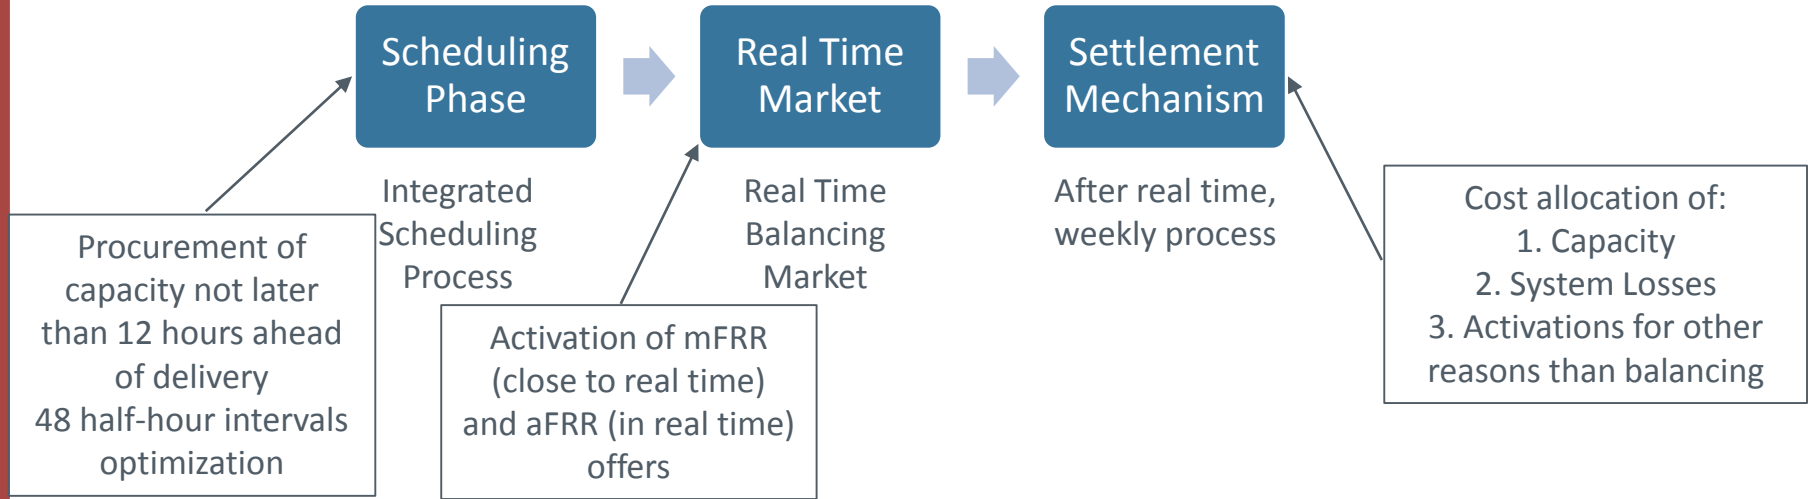 Scheduling
Phase
Real Time
Market
Settlement
Mechanism
Integrated
Scheduling
Process
Real Time
Balancing
Market
After real time,
weekly process
Procurement of
capacity not later
than 12 hours ahead
of delivery
48 half-hour intervals
optimization
Activation of mFRR
(close to real time)
and aFRR (in real time)
offers
Cost allocation of:
1. Capacity
2. System Losses
3. Activations for other
reasons than balancing